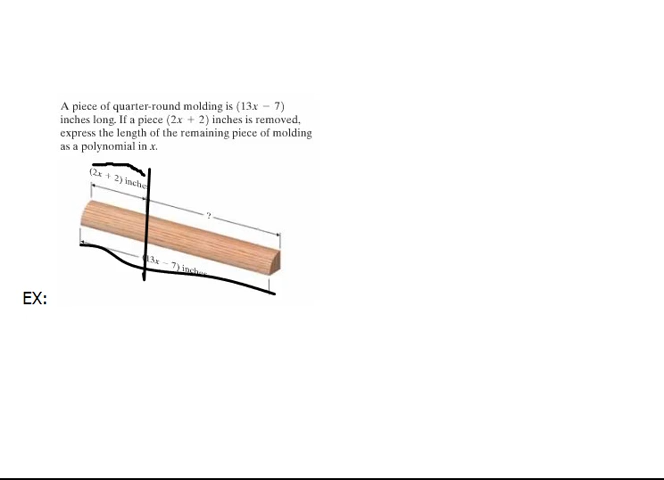 A piece of quarter-round molding is (13x − 7)
inches long. If a piece (2x + 2) inches is removed,
express the length of the remaining piece of molding
as a polynomial in x.
(2x + 2) inche
?
(13x − 7) inches
EX: